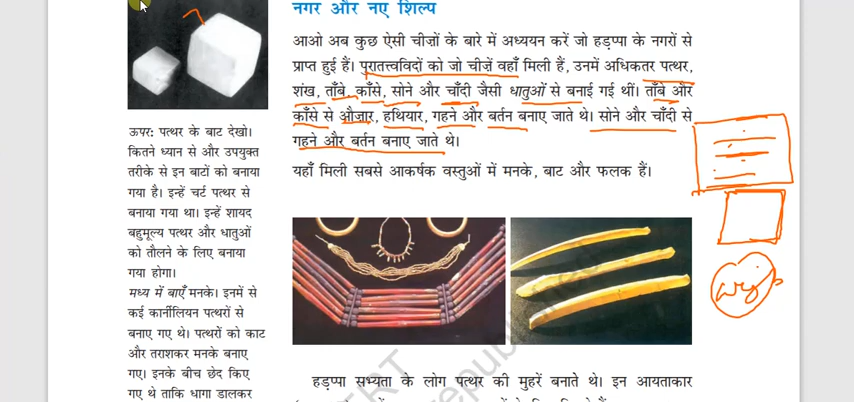 नगर और नए शिल्प
आओ अब कुछ ऐसी चीज़ों के बारे में अध्ययन करें जो हड़प्पा के नगरों से
प्राप्त हुई हैं। पुरातत्त्वविदों को जो चीज़ें वहाँ मिली हैं, उनमें अधिकतर पत्थर,
शंख, ताँबे, काँसे, सोने और चाँदी जैसी धातुओं से बनाई गई थीं। ताँबे और
काँसे से औज़ार, हथियार, गहने और बर्तन बनाए जाते थे। सोने और चाँदी से
गहने और बर्तन बनाए जाते थे।
यहाँ मिली सबसे आकर्षक वस्तुओं में मनके, बाट और फलक हैं।
ऊपर: पत्थर के बाट देखो।
कितने ध्यान से और उपयुक्त
तरीके से इन बाटों को बनाया
गया है। इन्हें चर्ट पत्थर से
बनाया गया था। इन्हें शायद
बहुमूल्य पत्थर और धातुओं
को तौलने के लिए बनाया
गया होगा।
मध्य में बाएँ मनके। इनमें से
कई कार्नीलियन पत्थरों से
बनाए गए थे। पत्थरों को काट
और तराशकर मनके बनाए
गए। इनके बीच छेद किए
गए थे ताकि धागा डालकर
हड़प्पा सभ्यता के लोग पत्थर की मुहरें बनाते थे। इन आयताकार